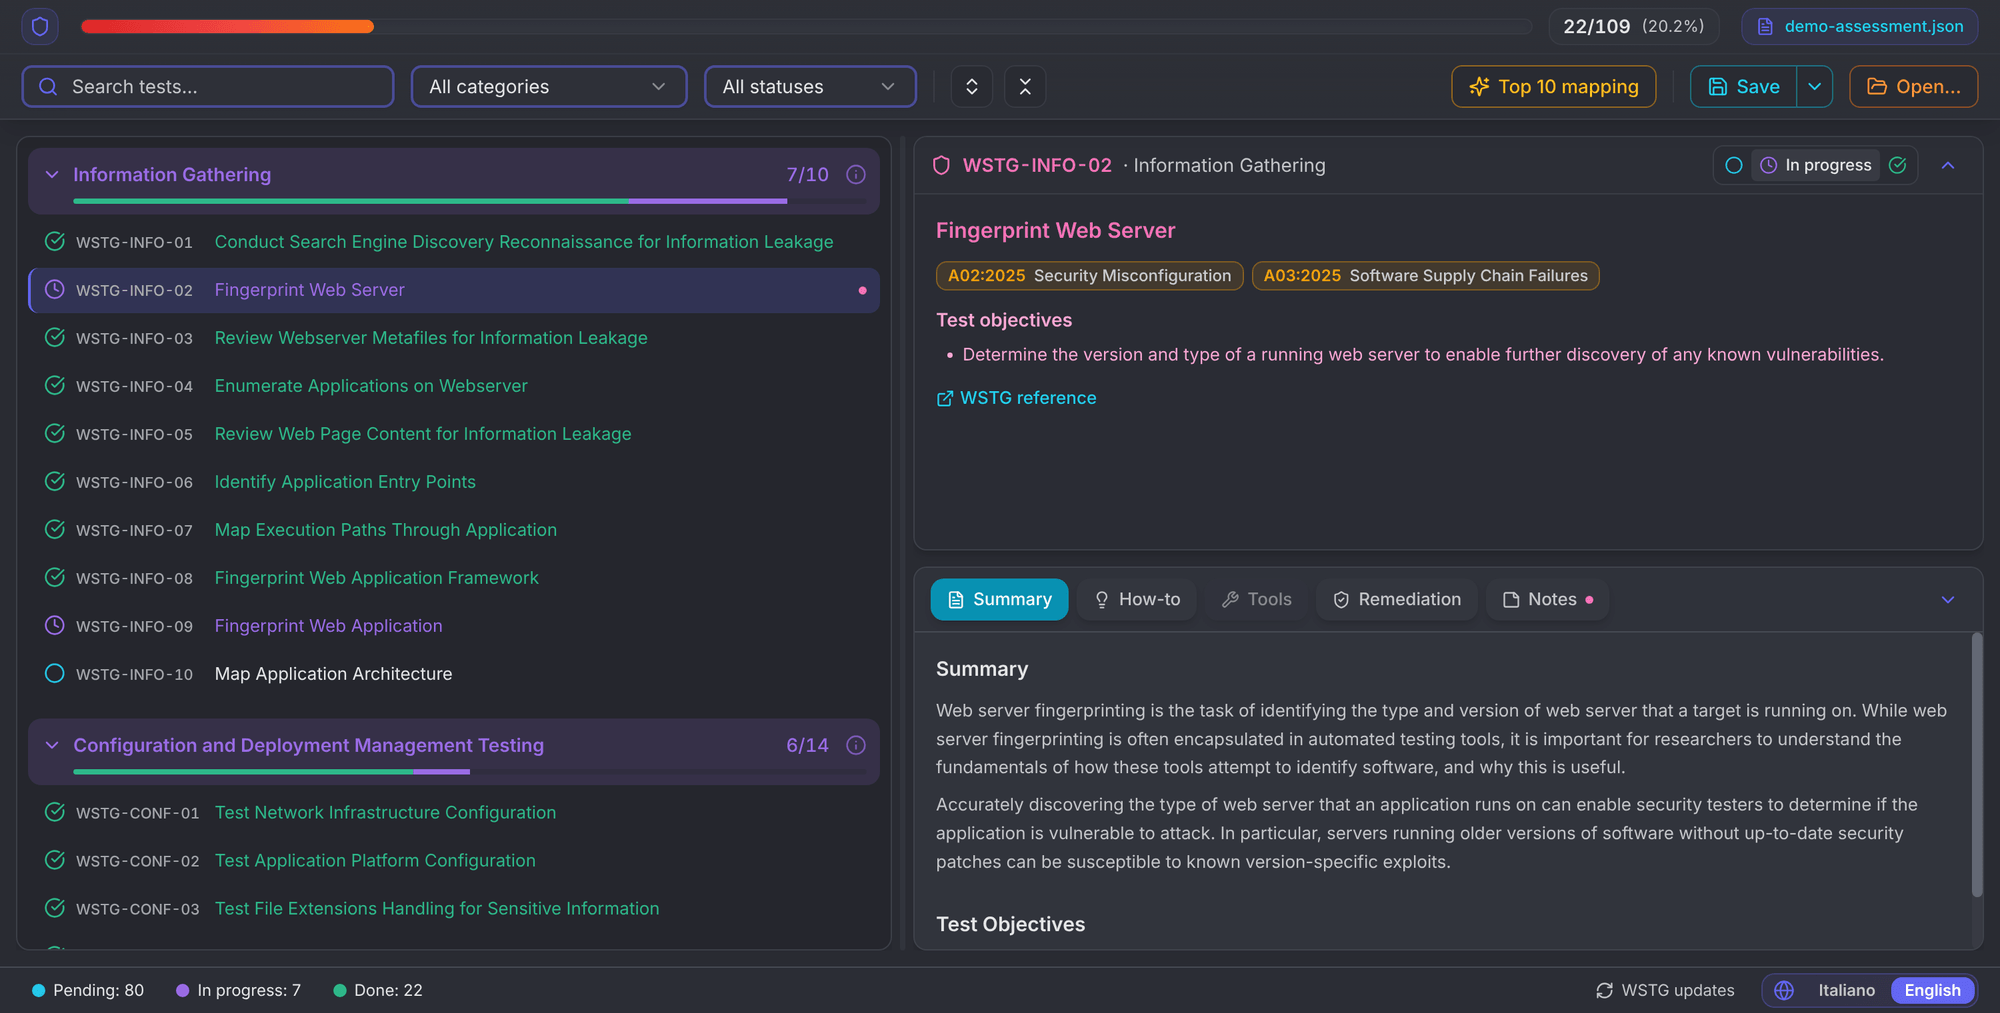 22/109 (20.2%)
demo-assessment.json
Search tests...
All categories
All statuses
Top 10 mapping
Save
Open...
Information Gathering
7/10
WSTG-INFO-01 Conduct Search Engine Discovery Reconnaissance for Information Leakage
WSTG-INFO-02 Fingerprint Web Server
WSTG-INFO-03 Review Webserver Metafiles for Information Leakage
WSTG-INFO-04 Enumerate Applications on Webserver
WSTG-INFO-05 Review Web Page Content for Information Leakage
WSTG-INFO-06 Identify Application Entry Points
WSTG-INFO-07 Map Execution Paths Through Application
WSTG-INFO-08 Fingerprint Web Application Framework
WSTG-INFO-09 Fingerprint Web Application
WSTG-INFO-10 Map Application Architecture
Configuration and Deployment Management Testing
6/14
WSTG-CONF-01 Test Network Infrastructure Configuration
WSTG-CONF-02 Test Application Platform Configuration
WSTG-CONF-03 Test File Extensions Handling for Sensitive Information
WSTG-INFO-02 · Information Gathering
In progress
Fingerprint Web Server
A02:2025 Security Misconfiguration
A03:2025 Software Supply Chain Failures
Test objectives
• Determine the version and type of a running web server to enable further discovery of any known vulnerabilities.
WSTG reference
Summary
How-to
Tools
Remediation
Notes
Summary
Web server fingerprinting is the task of identifying the type and version of web server that a target is running on. While web
server fingerprinting is often encapsulated in automated testing tools, it is important for researchers to understand the
fundamentals of how these tools attempt to identify software, and why this is useful.
Accurately discovering the type of web server that an application runs on can enable security testers to determine if the
application is vulnerable to attack. In particular, servers running older versions of software without up-to-date security
patches can be susceptible to known version-specific exploits.
Test Objectives
Pending: 80
In progress: 7
Done: 22
WSTG updates
Italiano
English